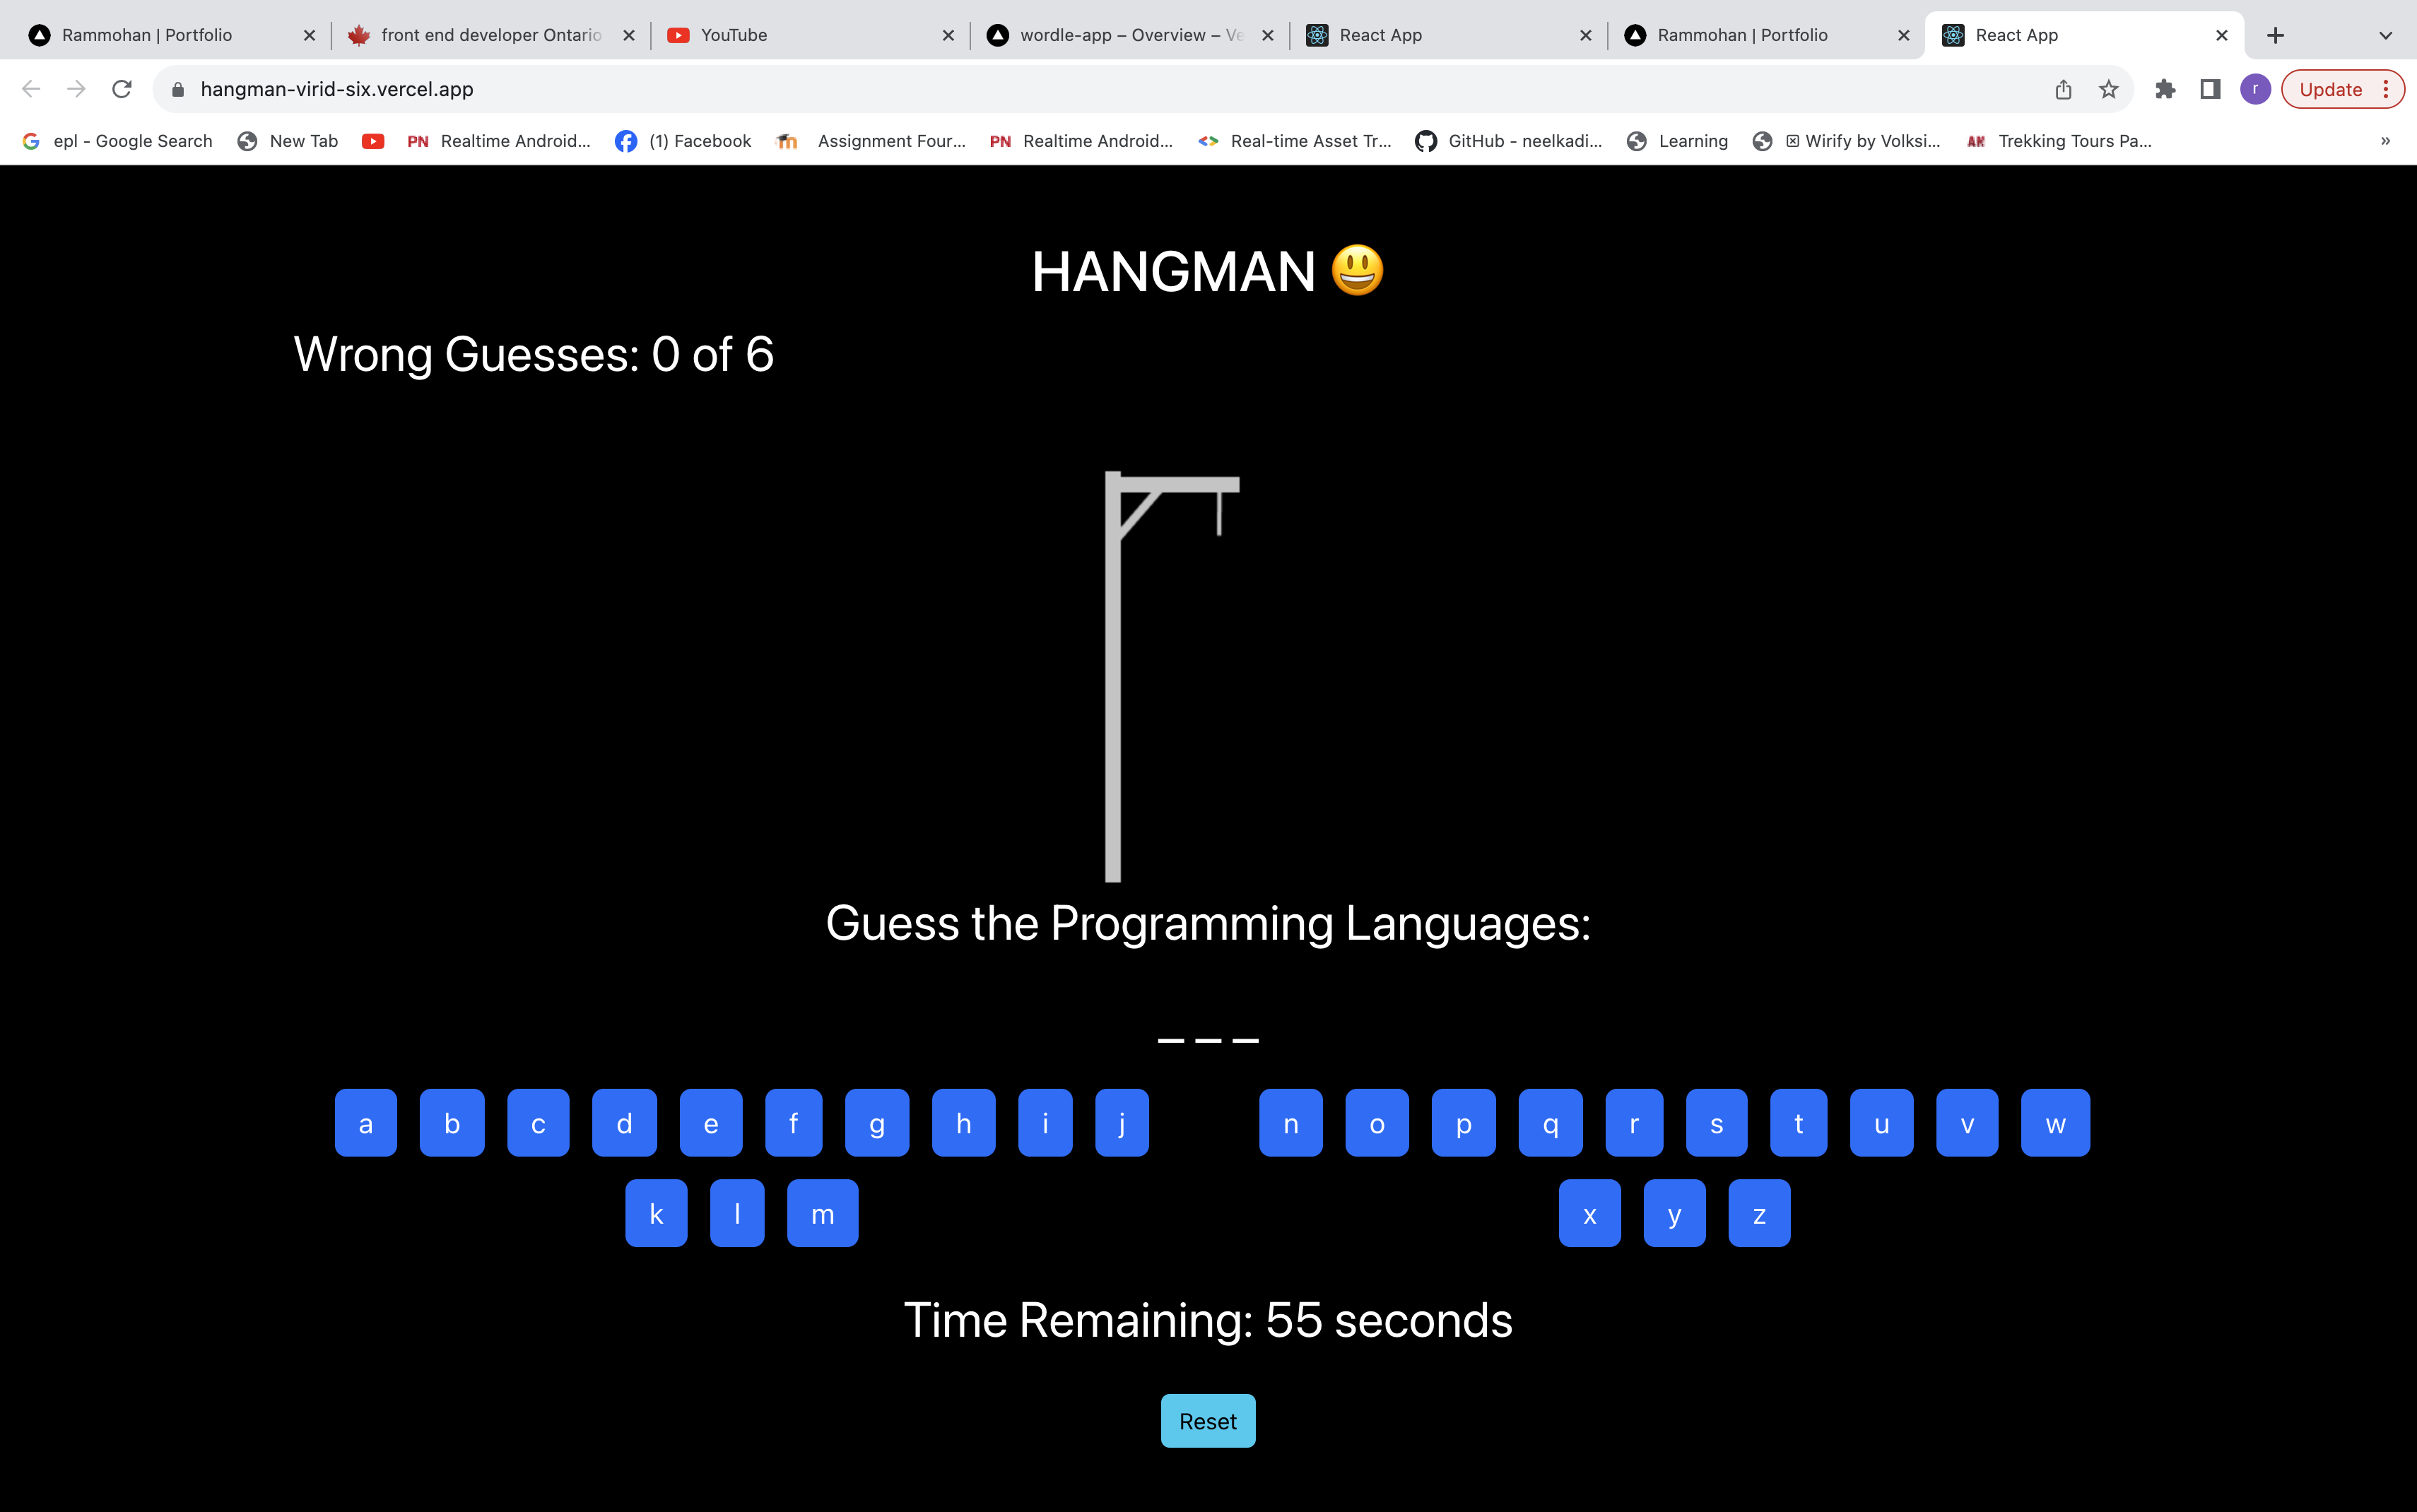 Rammohan | Portfolio
front end developer Ontario
YouTube
wordle-app – Overview – Ve
React App
Rammohan | Portfolio
React App
hangman-virid-six.vercel.app
r
Update
epl - Google Search
New Tab
PN Realtime Android...
(1) Facebook
Assignment Four...
PN Realtime Android...
Real-time Asset Tr...
GitHub - neelkadi...
Learning
Wirify by Volksi...
AN Trekking Tours Pa...
»
HANGMAN 😃
Wrong Guesses: 0 of 6
Guess the Programming Languages:
_ _ _
a b c d e f g h i j
k l m
n o p q r s t u v w
x y z
Time Remaining: 55 seconds
Reset